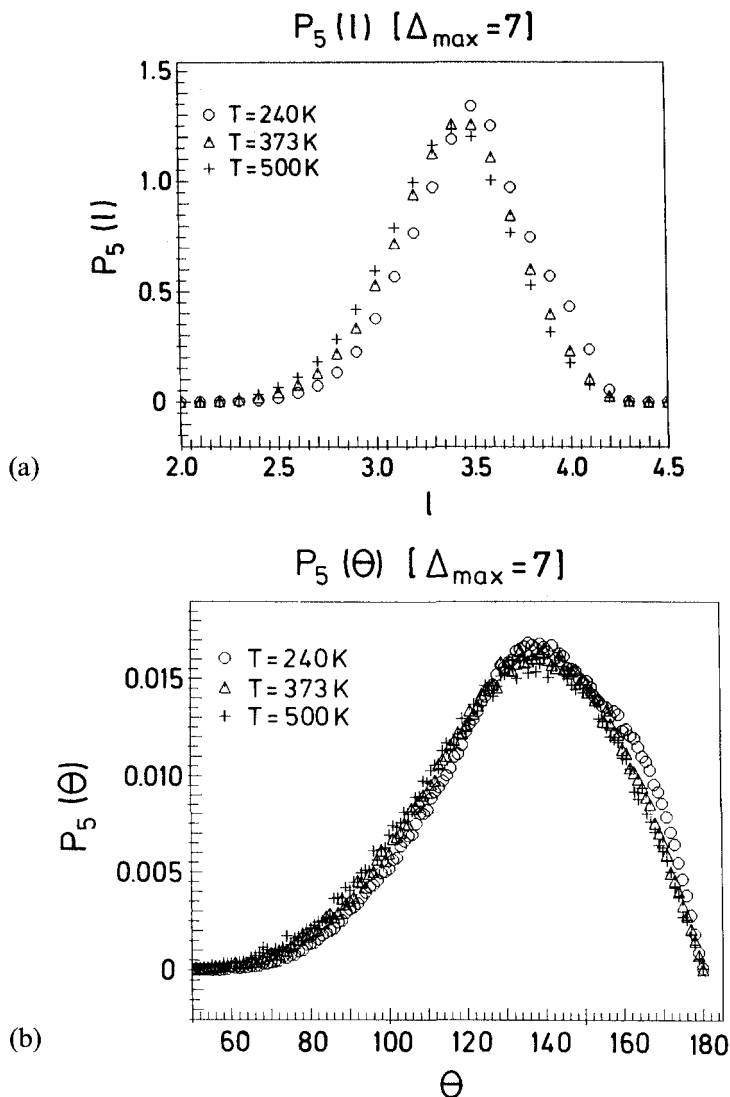 P5 (l) [Δmax=7]
1.5
1.0
0.5
0
P5 (l)
○ T=240K
△ T=373K
+ T=500K
2.0 2.5 3.0 3.5 4.0 4.5
l
(a)
P5 (Θ) [Δmax=7]
0.015
0.010
0.005
0
P5 (Θ)
○ T=240K
△ T=373K
+ T=500K
60 80 100 120 140 160 180
Θ
(b)